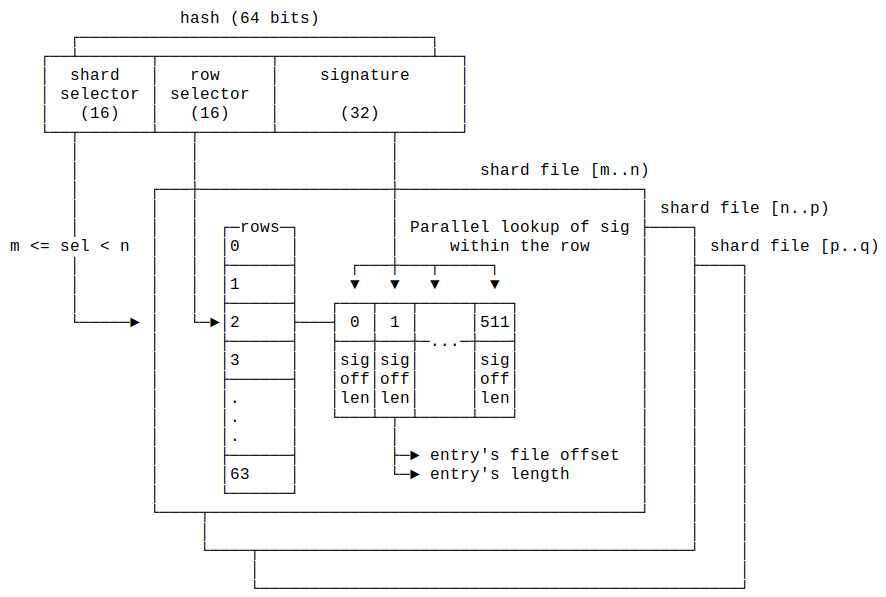 hash (64 bits)
shard row signature
selector selector
(16) (16) (32)
shard file [m..n)
shard file [n..p)
rows Parallel lookup of sig
m <= sel < n 0 within the row shard file [p..q)
1
2 0 1 511
...
3 sig sig sig
off off off
. len len len
.
.
entry's file offset
63 entry's length